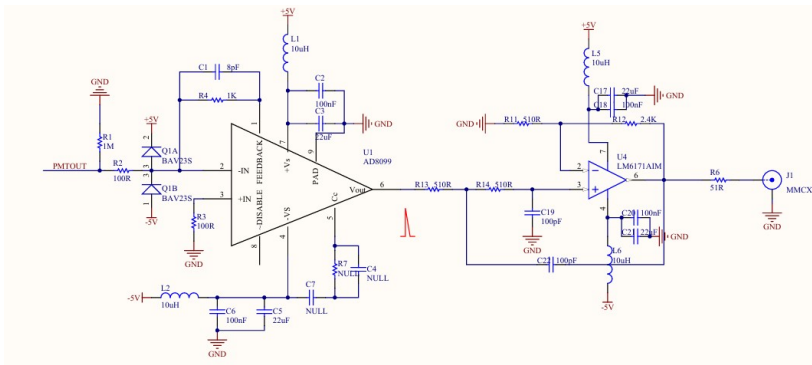 +5V
L1
10uH
C1 8pF
R4 1K
C2
100nF
C3
22uF
GND
GND
R1
1M
+5V
Q1A
BAV23S
PMTOUT
R2
100R
Q1B
BAV23S
-5V
2
3
3
1
R3
100R
GND
1
7
9
2
3
8
4
5
6
-IN
+IN
FEEDBACK
~DISABLE
+Vs
-VS
PAD
Cc
Vout
U1
AD8099
R7
NULL
C4
NULL
C7
NULL
-5V
L2
10uH
C6
100nF
C5
22uF
GND
R13 510R
R14 510R
C19
100pF
GND
C22 100pF
+5V
L5
10uH
C17 22uF
C18 100nF
GND
GND
R11 510R
R12 2.4K
U4
LM6171AIM
2
3
7
4
6
C20 100nF
22uF
GND
L6
10uH
-5V
R6
51R
J1
MMCX
GND